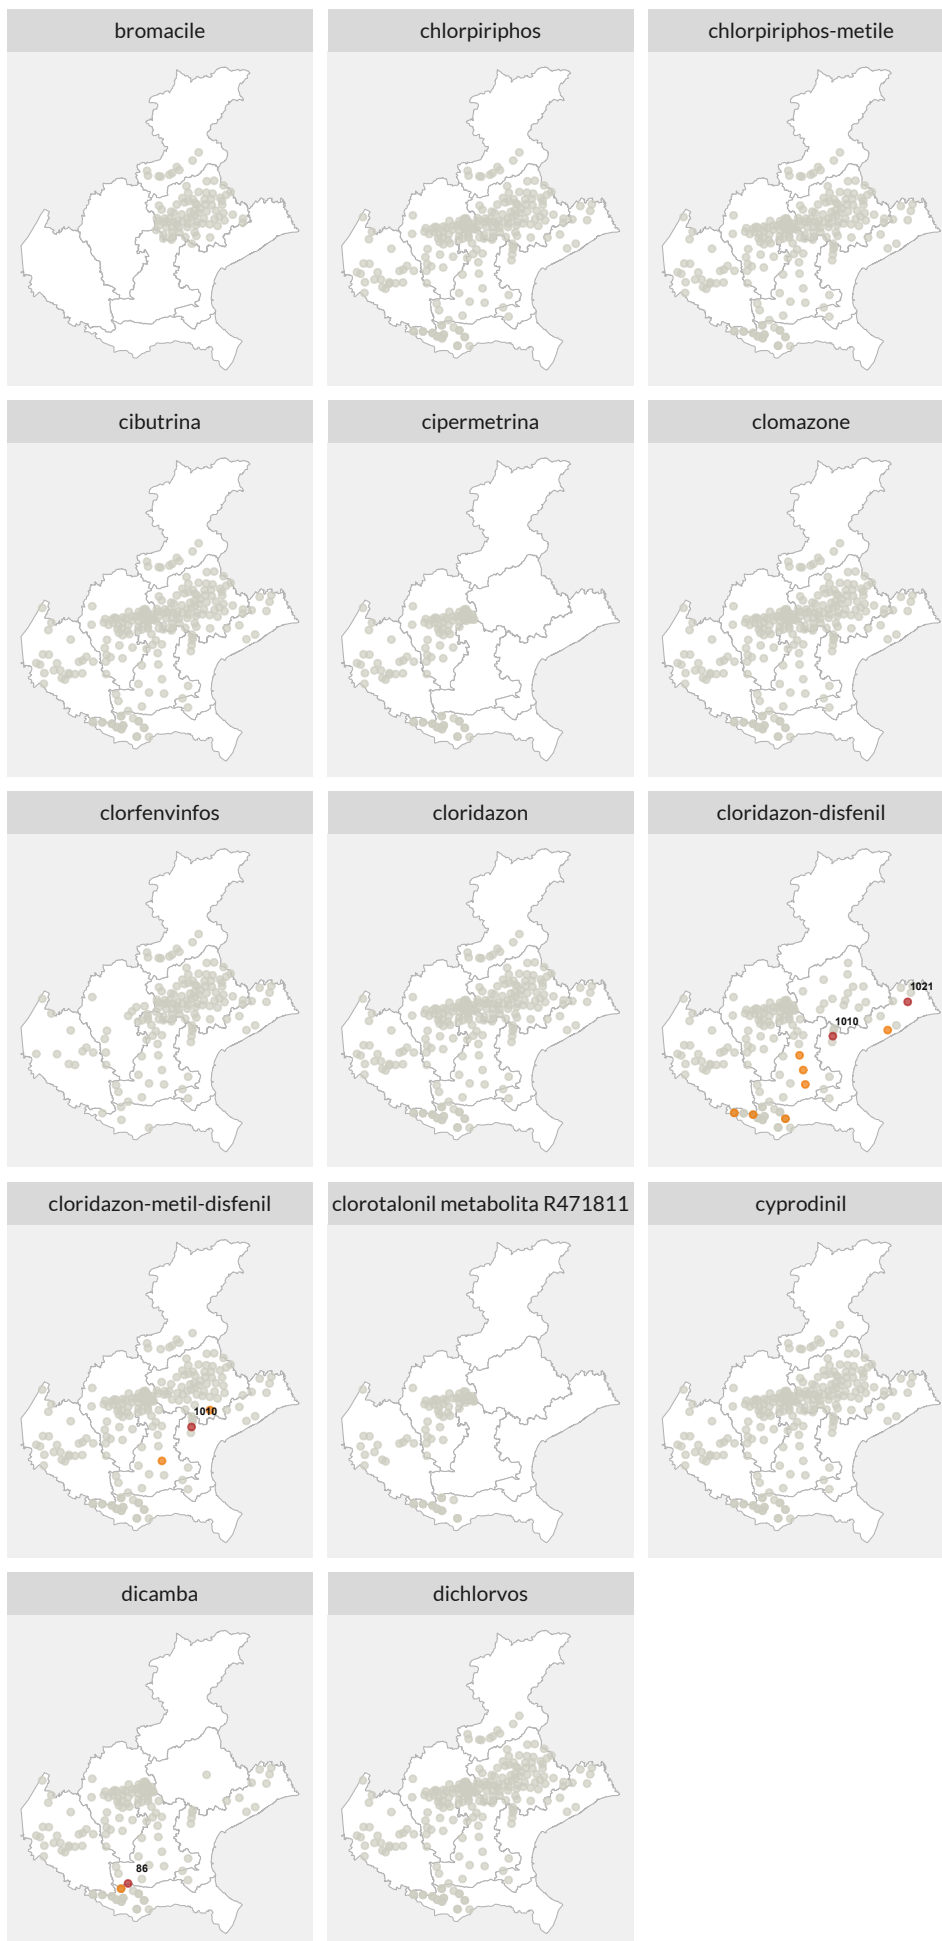 bromacile
chlorpiriphos
chlorpiriphos-metile
cibutrina
cipermetrina
clomazone
clorfenvinfos
cloridazon
cloridazon-disfenil
1021
1010
cloridazon-metil-disfenil
clorotalonil metabolita R471811
cyprodinil
1010
dicamba
dichlorvos
86